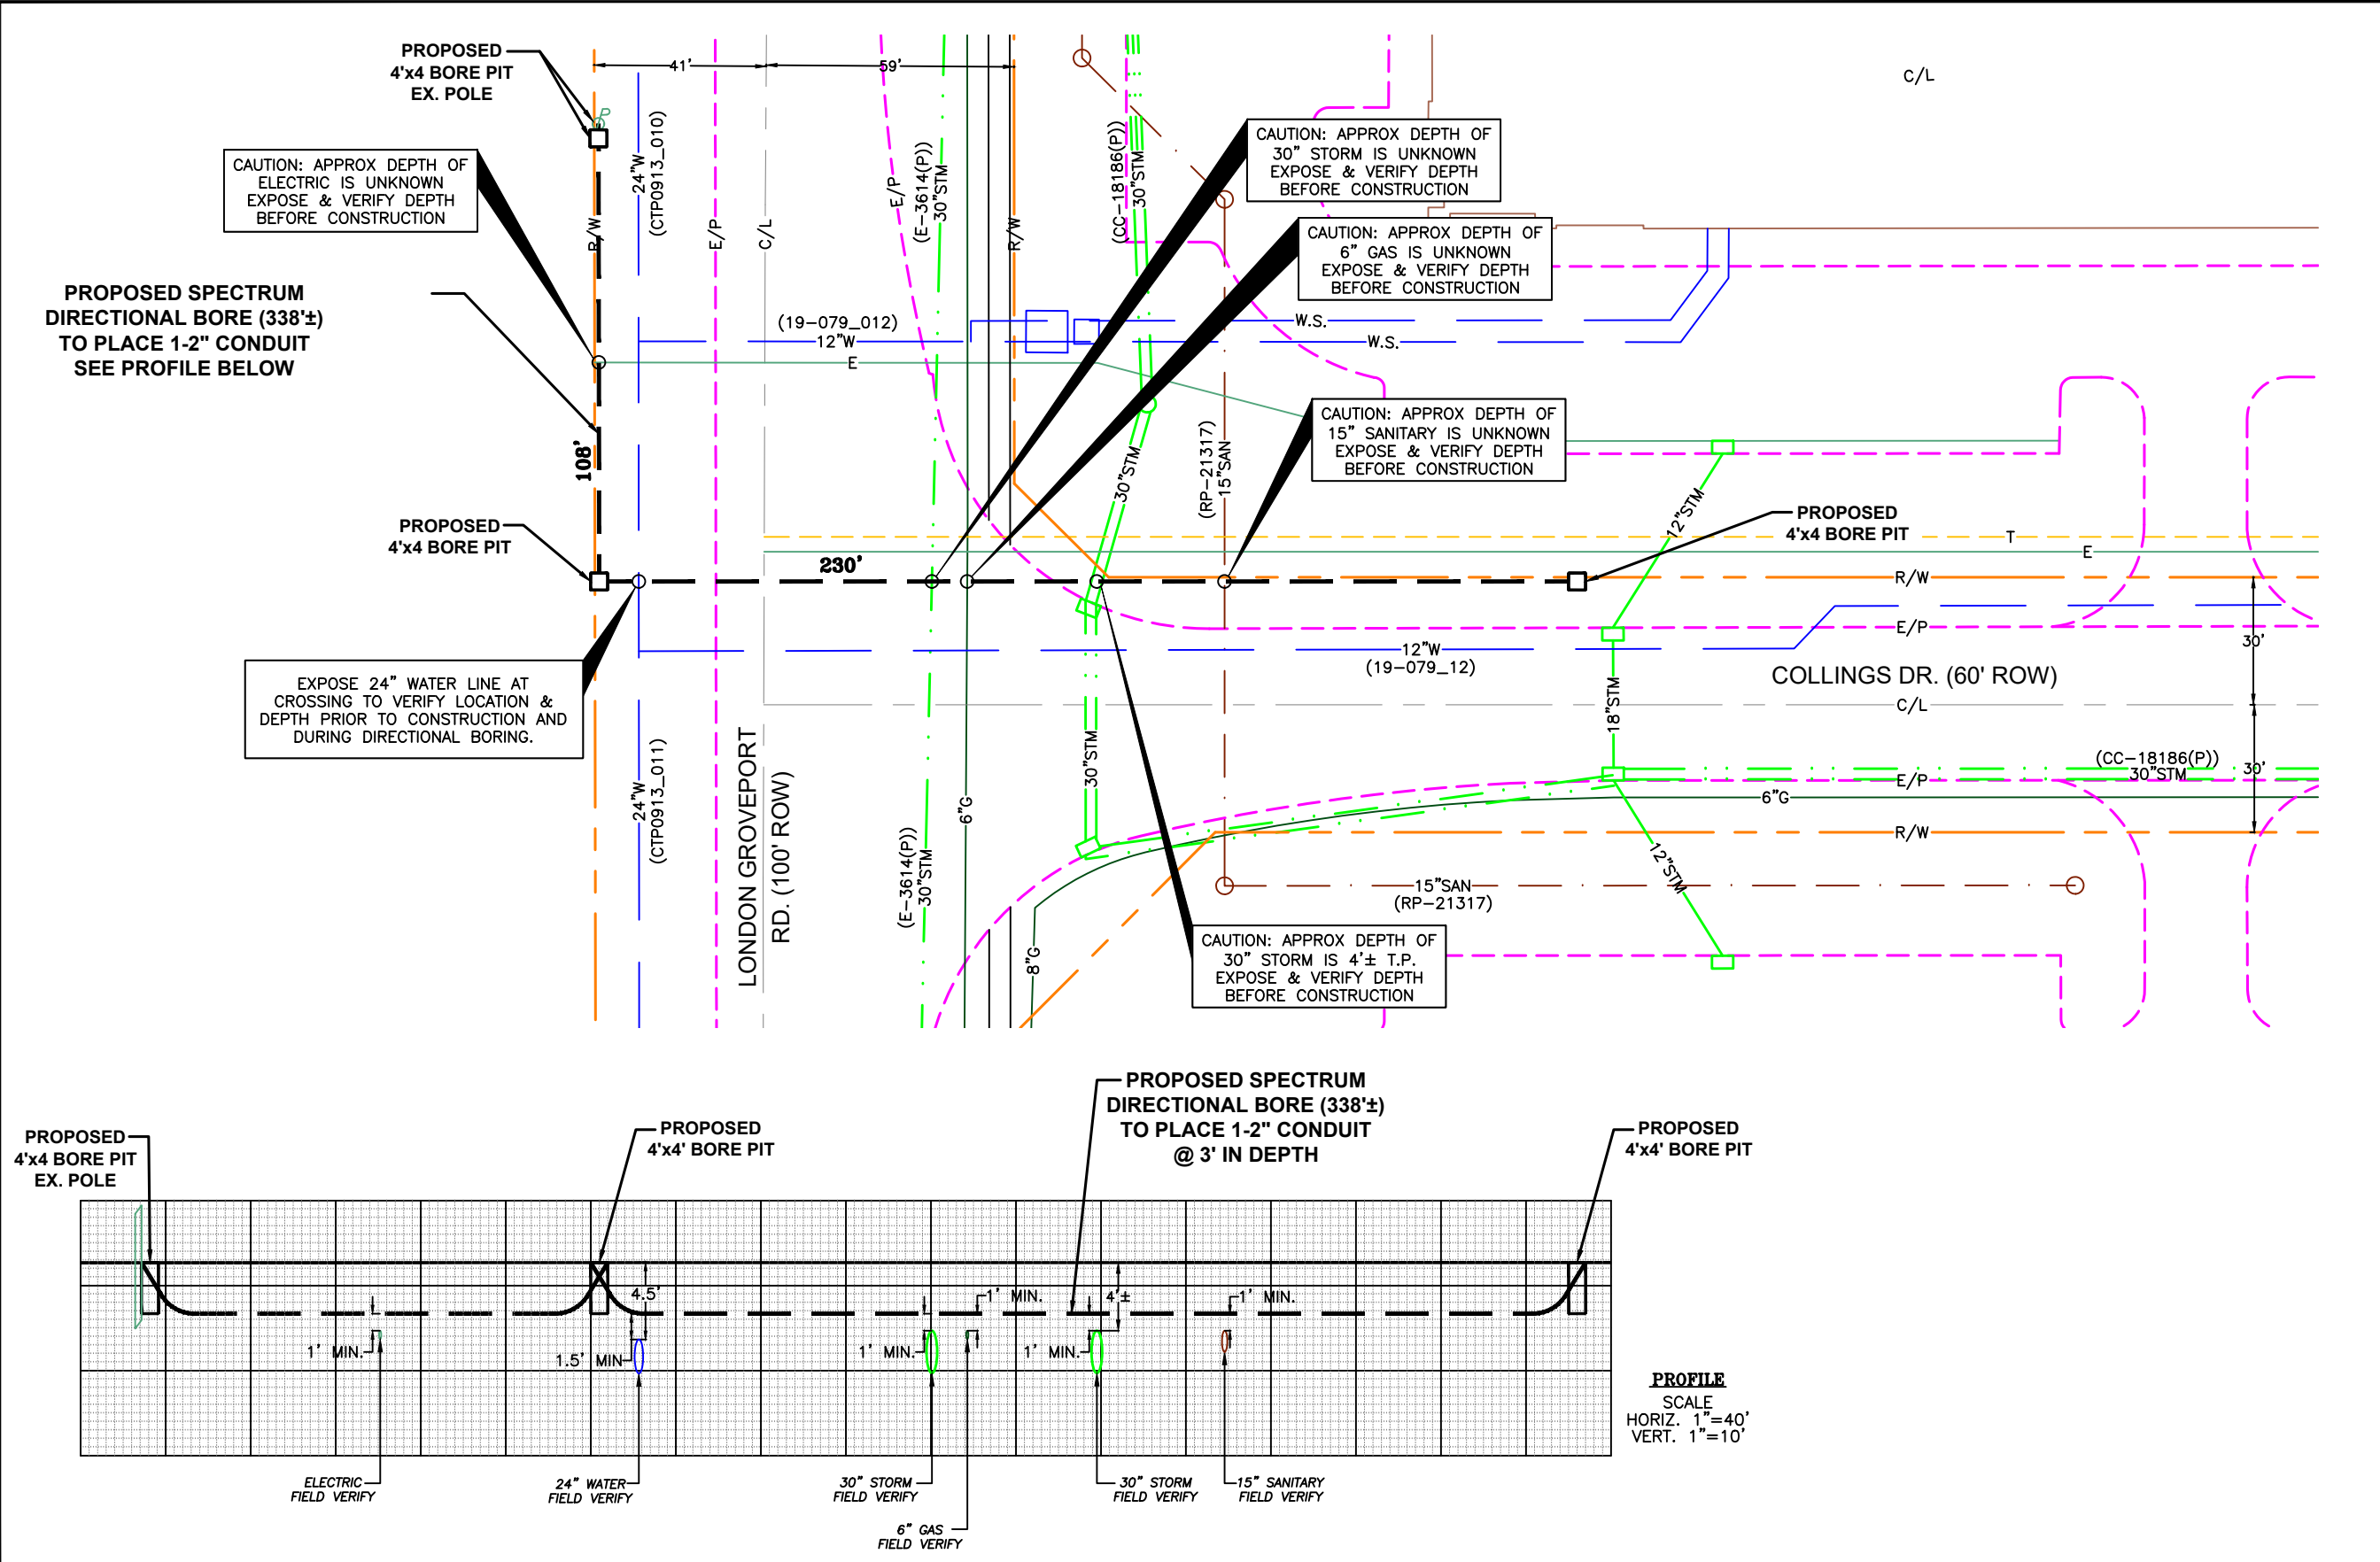 PROPOSED
4'x4 BORE PIT
EX. POLE
41'
59'
C/L
P
CAUTION: APPROX DEPTH OF
ELECTRIC IS UNKNOWN
EXPOSE & VERIFY DEPTH
BEFORE CONSTRUCTION
R/W
24"W
(CTP0913_010)
E/P
C/L
E/P
(E-3614(P))
30"STM
R/W
(CC-18186(P))
30"STM
CAUTION: APPROX DEPTH OF
30" STORM IS UNKNOWN
EXPOSE & VERIFY DEPTH
BEFORE CONSTRUCTION
CAUTION: APPROX DEPTH OF
6" GAS IS UNKNOWN
EXPOSE & VERIFY DEPTH
BEFORE CONSTRUCTION
PROPOSED SPECTRUM
DIRECTIONAL BORE (338'±)
TO PLACE 1-2" CONDUIT
SEE PROFILE BELOW
(19-079_012)
12"W
W.S.
W.S.
E
CAUTION: APPROX DEPTH OF
15" SANITARY IS UNKNOWN
EXPOSE & VERIFY DEPTH
BEFORE CONSTRUCTION
108'
30"STM
(RP-21317)
15"SAN
12"STM
PROPOSED
4'x4 BORE PIT
PROPOSED
4'x4 BORE PIT
T
E
230'
R/W
E/P
30'
EXPOSE 24" WATER LINE AT
CROSSING TO VERIFY LOCATION &
DEPTH PRIOR TO CONSTRUCTION AND
DURING DIRECTIONAL BORING.
12"W
(19-079_12)
COLLINGS DR. (60' ROW)
C/L
18"STM
24"W
(CTP0913_011)
LONDON GROVEPORT
RD. (100' ROW)
30"STM
(CC-18186(P))
30"STM
30'
E/P
6"G
6"G
R/W
(E-3614(P))
30"STM
12"STM
15"SAN
(RP-21317)
8"G
CAUTION: APPROX DEPTH OF
30" STORM IS 4'± T.P.
EXPOSE & VERIFY DEPTH
BEFORE CONSTRUCTION
PROPOSED SPECTRUM
DIRECTIONAL BORE (338'±)
TO PLACE 1-2" CONDUIT
@ 3' IN DEPTH
PROPOSED
4'x4 BORE PIT
EX. POLE
PROPOSED
4'x4' BORE PIT
PROPOSED
4'x4' BORE PIT
4.5'
1' MIN.
4'±
1' MIN.
1' MIN.
1.5' MIN
1' MIN.
1' MIN.
PROFILE
SCALE
HORIZ. 1"=40'
VERT. 1"=10'
ELECTRIC
FIELD VERIFY
24" WATER
FIELD VERIFY
30" STORM
FIELD VERIFY
6" GAS
FIELD VERIFY
30" STORM
FIELD VERIFY
15" SANITARY
FIELD VERIFY